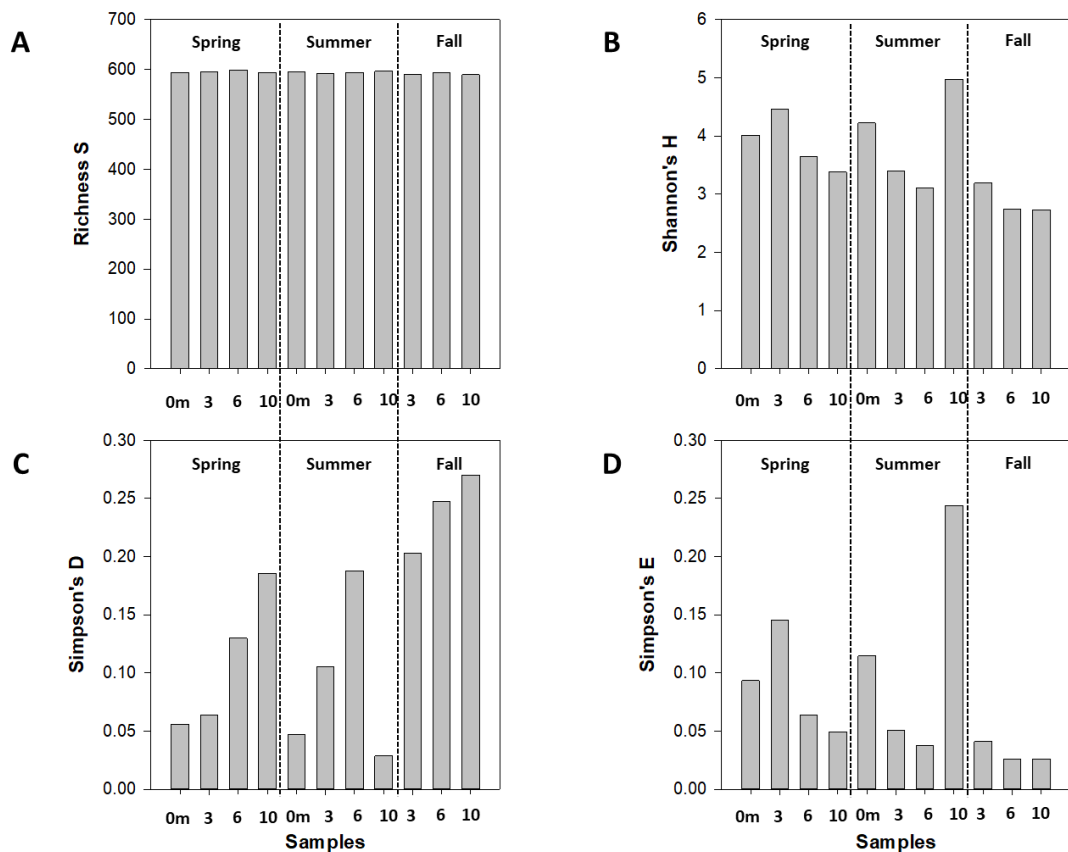 A
Richness S
700
600
500
400
300
200
100
0
Spring
Summer
Fall
0m 3 6 10 0m 3 6 10 3 6 10
B
Shannon's H
6
5
4
3
2
1
0
Spring
Summer
Fall
0m 3 6 10 0m 3 6 10 3 6 10
C
Simpson's D
0.30
0.25
0.20
0.15
0.10
0.05
0.00
Spring
Summer
Fall
0m 3 6 10 0m 3 6 10 3 6 10
Samples
D
Simpson's E
0.30
0.25
0.20
0.15
0.10
0.05
0.00
Spring
Summer
Fall
0m 3 6 10 0m 3 6 10 3 6 10
Samples